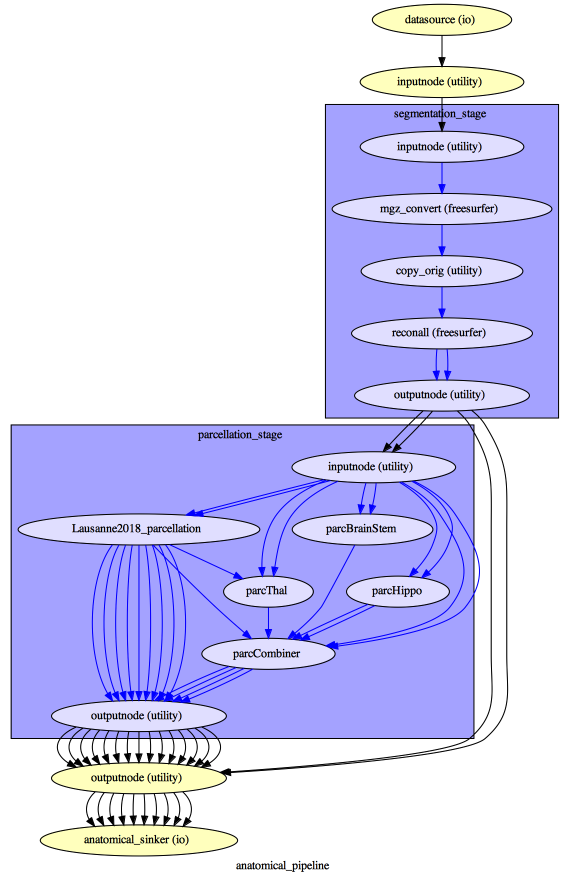 datasource (io)
inputnode (utility)
segmentation_stage
inputnode (utility)
mgz_convert (freesurfer)
copy_orig (utility)
reconall (freesurfer)
outputnode (utility)
parcellation_stage
inputnode (utility)
Lausanne2018_parcellation
parcBrainStem
parcThal
parcHippo
parcCombiner
outputnode (utility)
outputnode (utility)
anatomical_sinker (io)
anatomical_pipeline